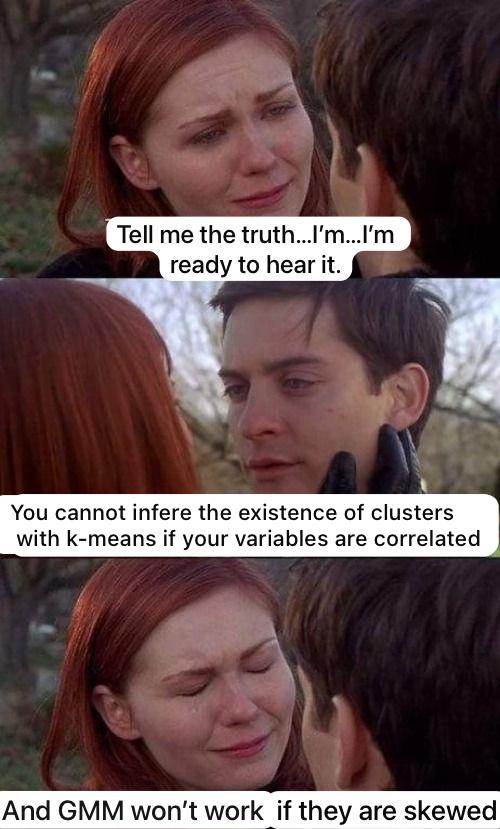 Tell me the truth...I'm...I'm
ready to hear it.
You cannot infere the existence of clusters
with k-means if your variables are correlated
And GMM won't work if they are skewed